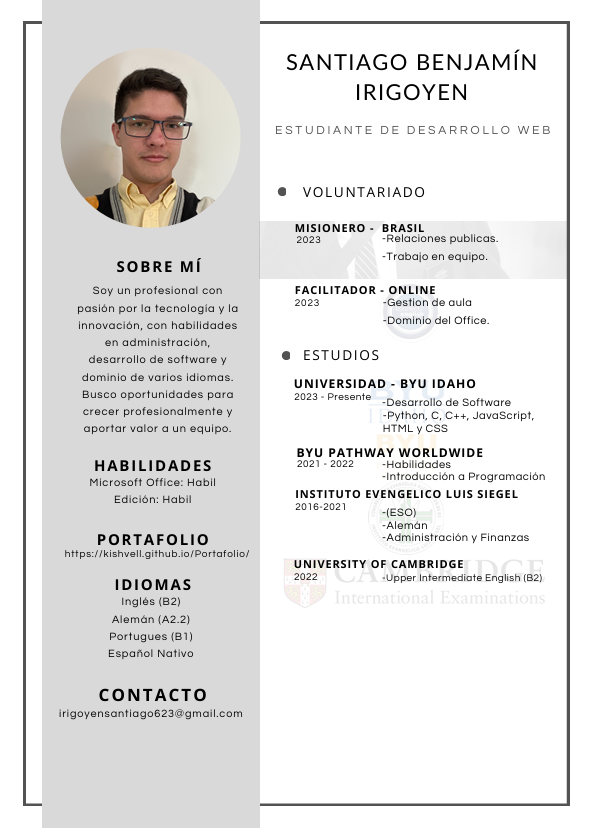 SANTIAGO BENJAMÍN
IRIGOYEN
ESTUDIANTE DE DESARROLLO WEB
SOBRE MÍ
Soy un profesional con
pasión por la tecnología y la
innovación, con habilidades
en administración,
desarrollo de software y
dominio de varios idiomas.
Busco oportunidades para
crecer profesionalmente y
aportar valor a un equipo.
HABILIDADES
Microsoft Office: Habil
Edición: Habil
PORTAFOLIO
https://kishvell.github.io/Portafolio/
IDIOMAS
Inglés (B2)
Alemán (A2.2)
Portugues (B1)
Español Nativo
CONTACTO
irigoyensantiago623@gmail.com
VOLUNTARIADO
MISIONERO - BRASIL
2023
-Relaciones publicas.
-Trabajo en equipo.
FACILITADOR - ONLINE
2023
-Gestion de aula
-Dominio del Office.
ESTUDIOS
UNIVERSIDAD - BYU IDAHO
2023 - Presente
-Desarrollo de Software
-Python, C, C++, JavaScript,
HTML y CSS
BYU
BYU
BYU PATHWAY WORLDWIDE
2021 - 2022
-Habilidades
-Introducción a Programación
INSTITUTO EVENGELICO LUIS SIEGEL
2016-2021
-(ESO)
-Alemán
-Administración y Finanzas
UNIVERSITY OF CAMBRIDGE
2022
-Upper Intermediate English (B2)
CAMBRIDGE
International Examinations